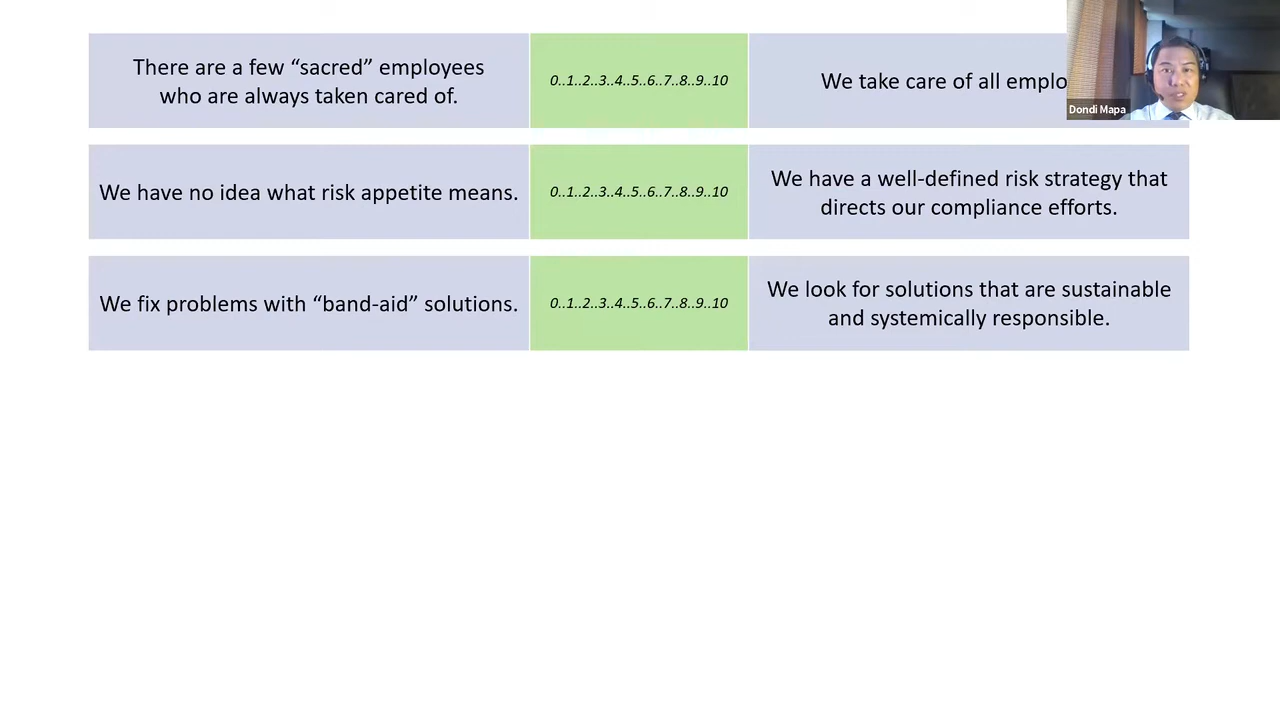 There are a few “sacred” employees
who are always taken cared of.
0..1..2..3..4..5..6..7..8..9..10
We take care of all emplo
Dondi Mapa
We have no idea what risk appetite means.
0..1..2..3..4..5..6..7..8..9..10
We have a well-defined risk strategy that
directs our compliance efforts.
We fix problems with “band-aid” solutions.
0..1..2..3..4..5..6..7..8..9..10
We look for solutions that are sustainable
and systemically responsible.